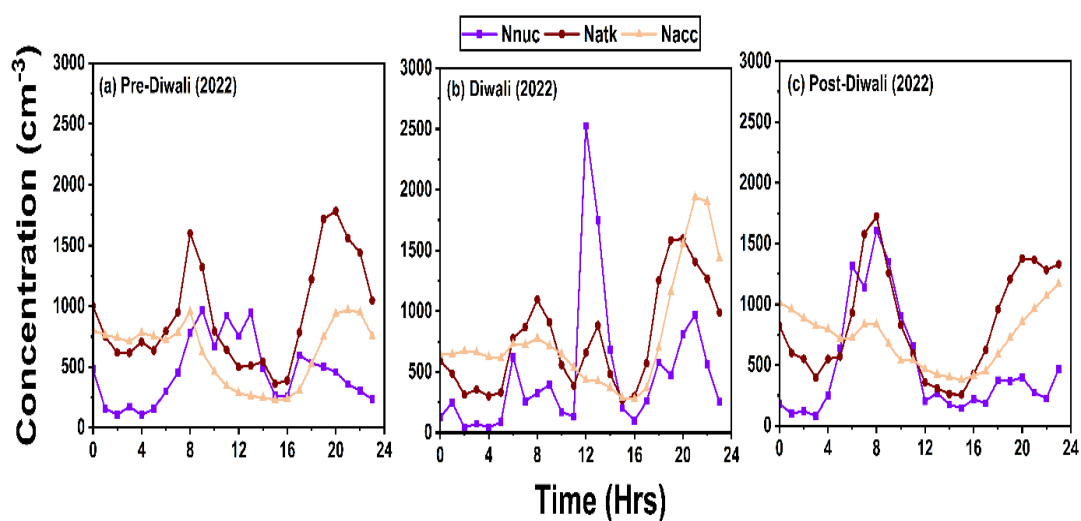 Nnuc Natk Nacc
Concentration (cm⁻³)
(a) Pre-Diwali (2022)
3000
2500
2000
1500
1000
500
0
0 4 8 12 16 20 24
(b) Diwali (2022)
3000
2500
2000
1500
1000
500
0
0 4 8 12 16 20 24
(c) Post-Diwali (2022)
3000
2500
2000
1500
1000
500
0
0 4 8 12 16 20 24
Time (Hrs)